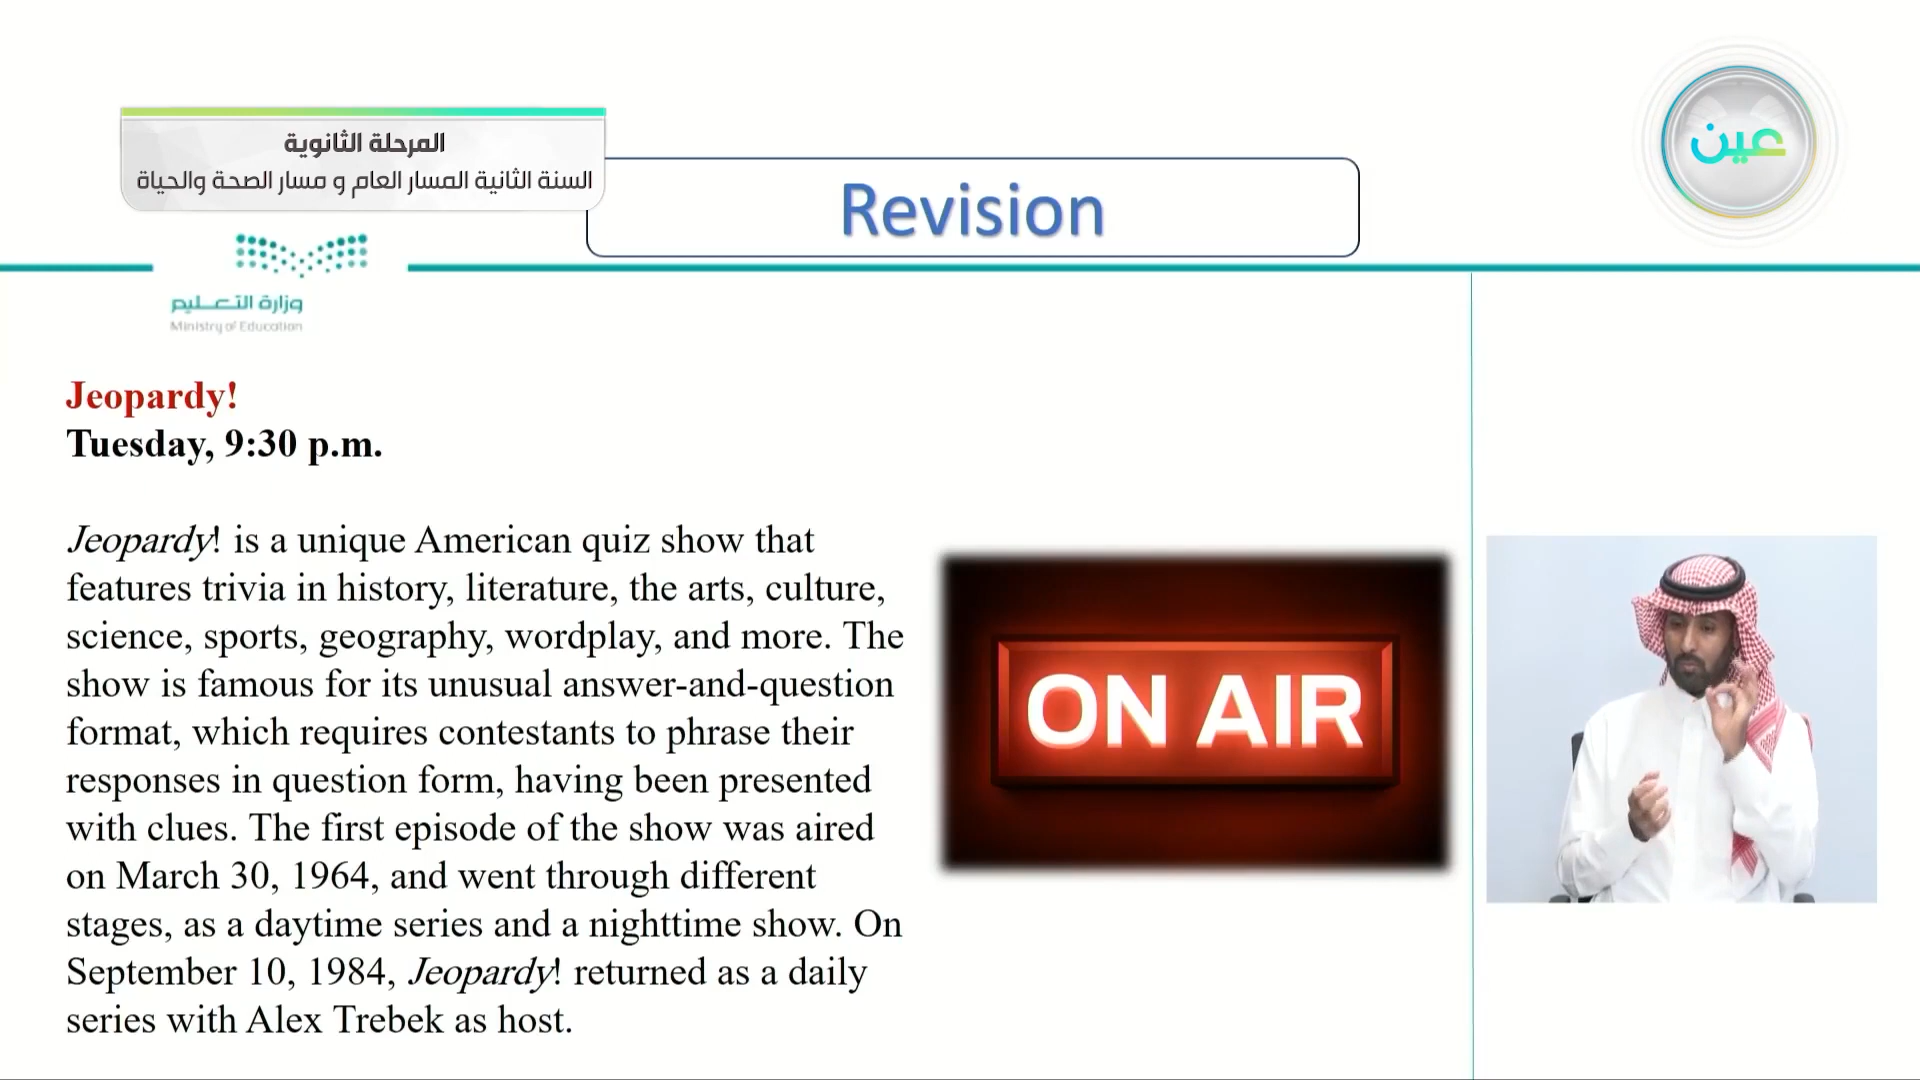 المرحلة الثانوية
السنة الثانية المسار العام و مسار الصحة والحياة
عين
Revision
وزارة التعليم
Ministry of Education
Jeopardy!
Tuesday, 9:30 p.m.
Jeopardy! is a unique American quiz show that
features trivia in history, literature, the arts, culture,
science, sports, geography, wordplay, and more. The
show is famous for its unusual answer-and-question
format, which requires contestants to phrase their
responses in question form, having been presented
with clues. The first episode of the show was aired
on March 30, 1964, and went through different
stages, as a daytime series and a nighttime show. On
September 10, 1984, Jeopardy! returned as a daily
series with Alex Trebek as host.
ON AIR